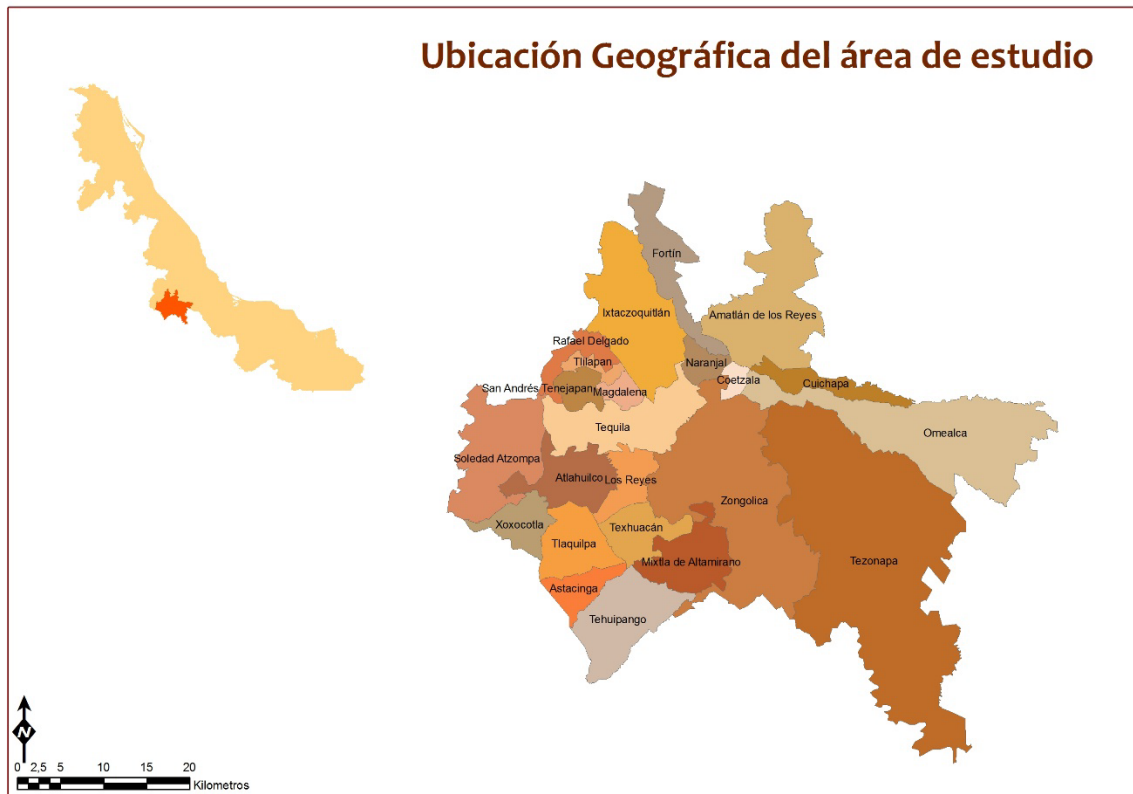 Ubicación Geográfica del área de estudio
Fortín
Ixtaczoquitlán
Amatlán de los Reyes
Rafael Delgado
Tlilapan
Naranjal
San Andrés Tenejapan
Magdalena
Coetzala
Cuichapa
Tequila
Omealca
Soledad Atzompa
Atlahuilco
Los Reyes
Zongolica
Xoxocotla
Texhuacán
Tlaquilpa
Mixtla de Altamirano
Tezonapa
Astacinga
Tehuipango
N
0 2,5 5 10 15 20
Kilometros